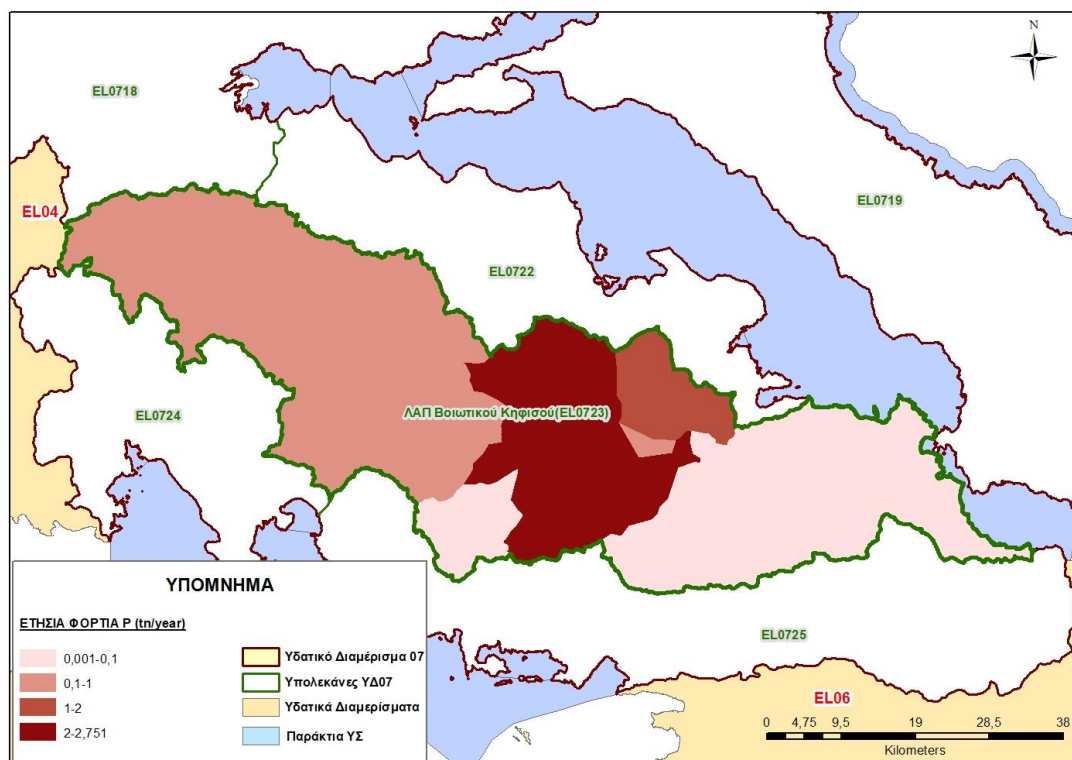 N
EL0718
EL04
EL0719
EL0722
EL0724
ΛΑΠ Βοιωτικού Κηφισού(EL0723)
EL0725
EL06
ΥΠΟΜΝΗΜΑ
ΕΤΗΣΙΑ ΦΟΡΤΙΑ P (tn/year)
0,001-0,1
0,1-1
1-2
2-2,751
Υδατικό Διαμέρισμα 07
Υπολεκάνες ΥΔ07
Υδατικά Διαμερίσματα
Παράκτια ΥΣ
0 4,75 9,5 19 28,5 38
Kilometers